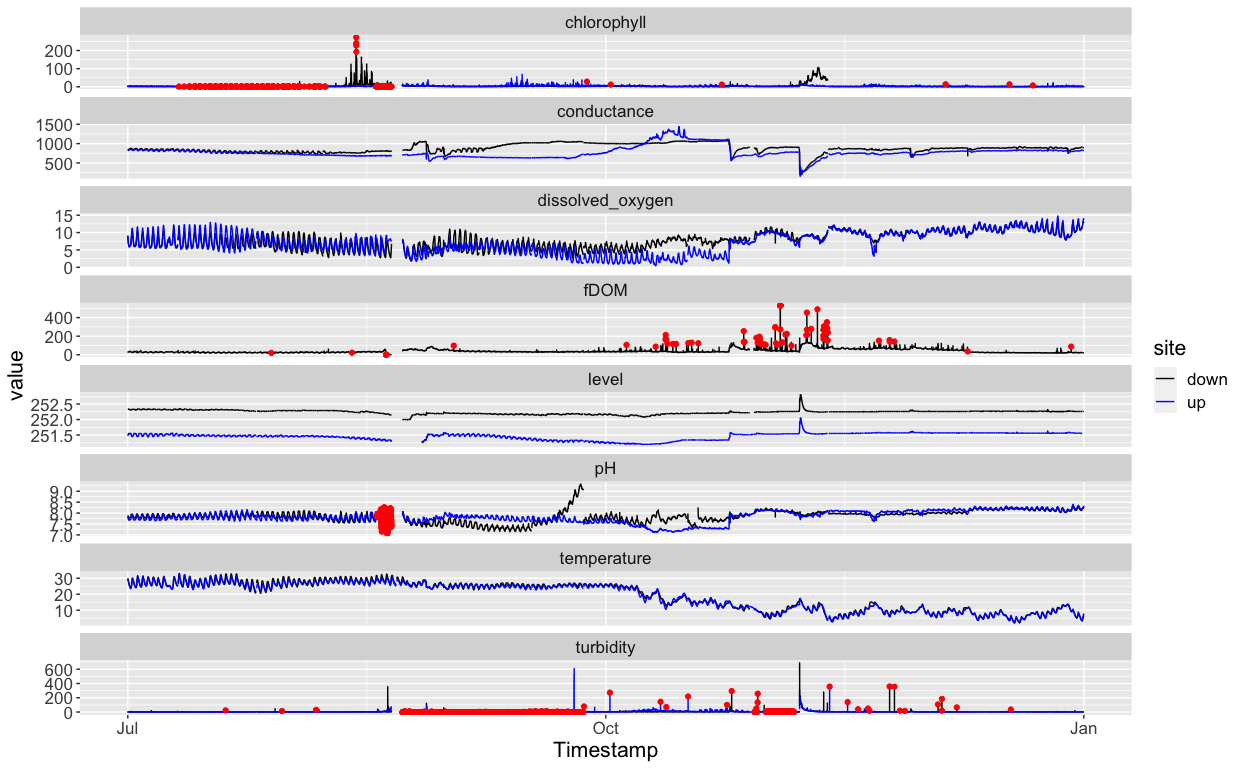 chlorophyll
200
100
0
conductance
1500
1000
500
dissolved_oxygen
15
10
5
0
fDOM
400
200
0
level
252.5
252.0
251.5
pH
9.0
8.5
8.0
7.5
7.0
temperature
30
20
10
turbidity
600
400
200
0
Jul Oct Jan
Timestamp
value
site
down
up